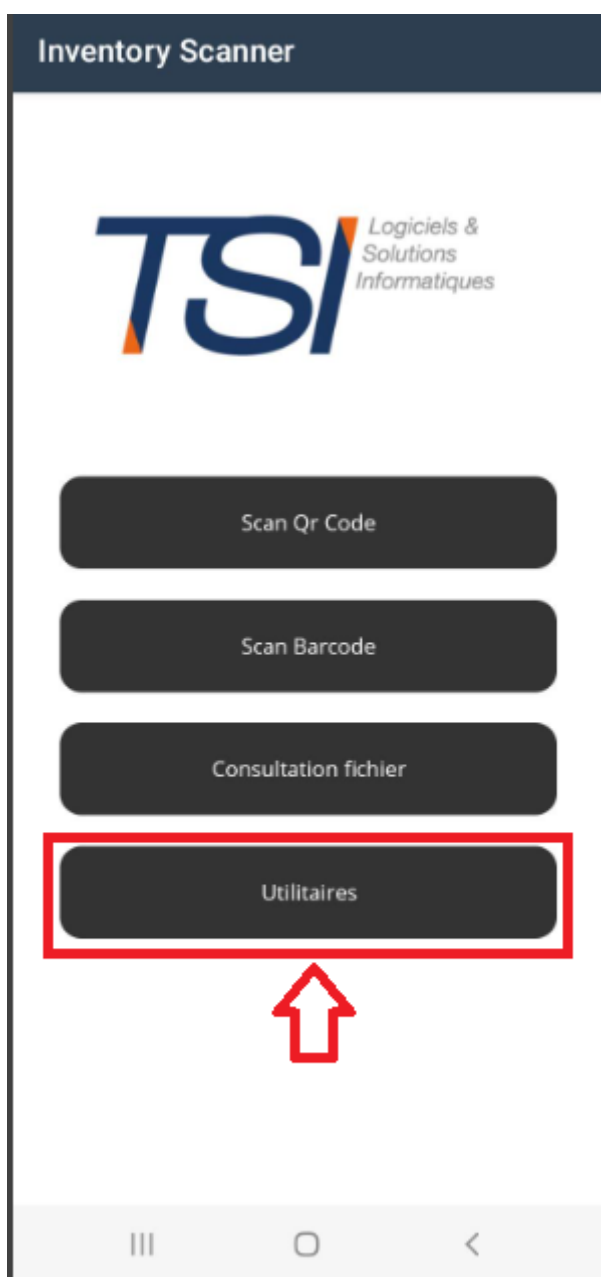 Inventory Scanner
TSI
Logiciels &
Solutions
Informatiques
Scan Qr Code
Scan Barcode
Consultation fichier
Utilitaires